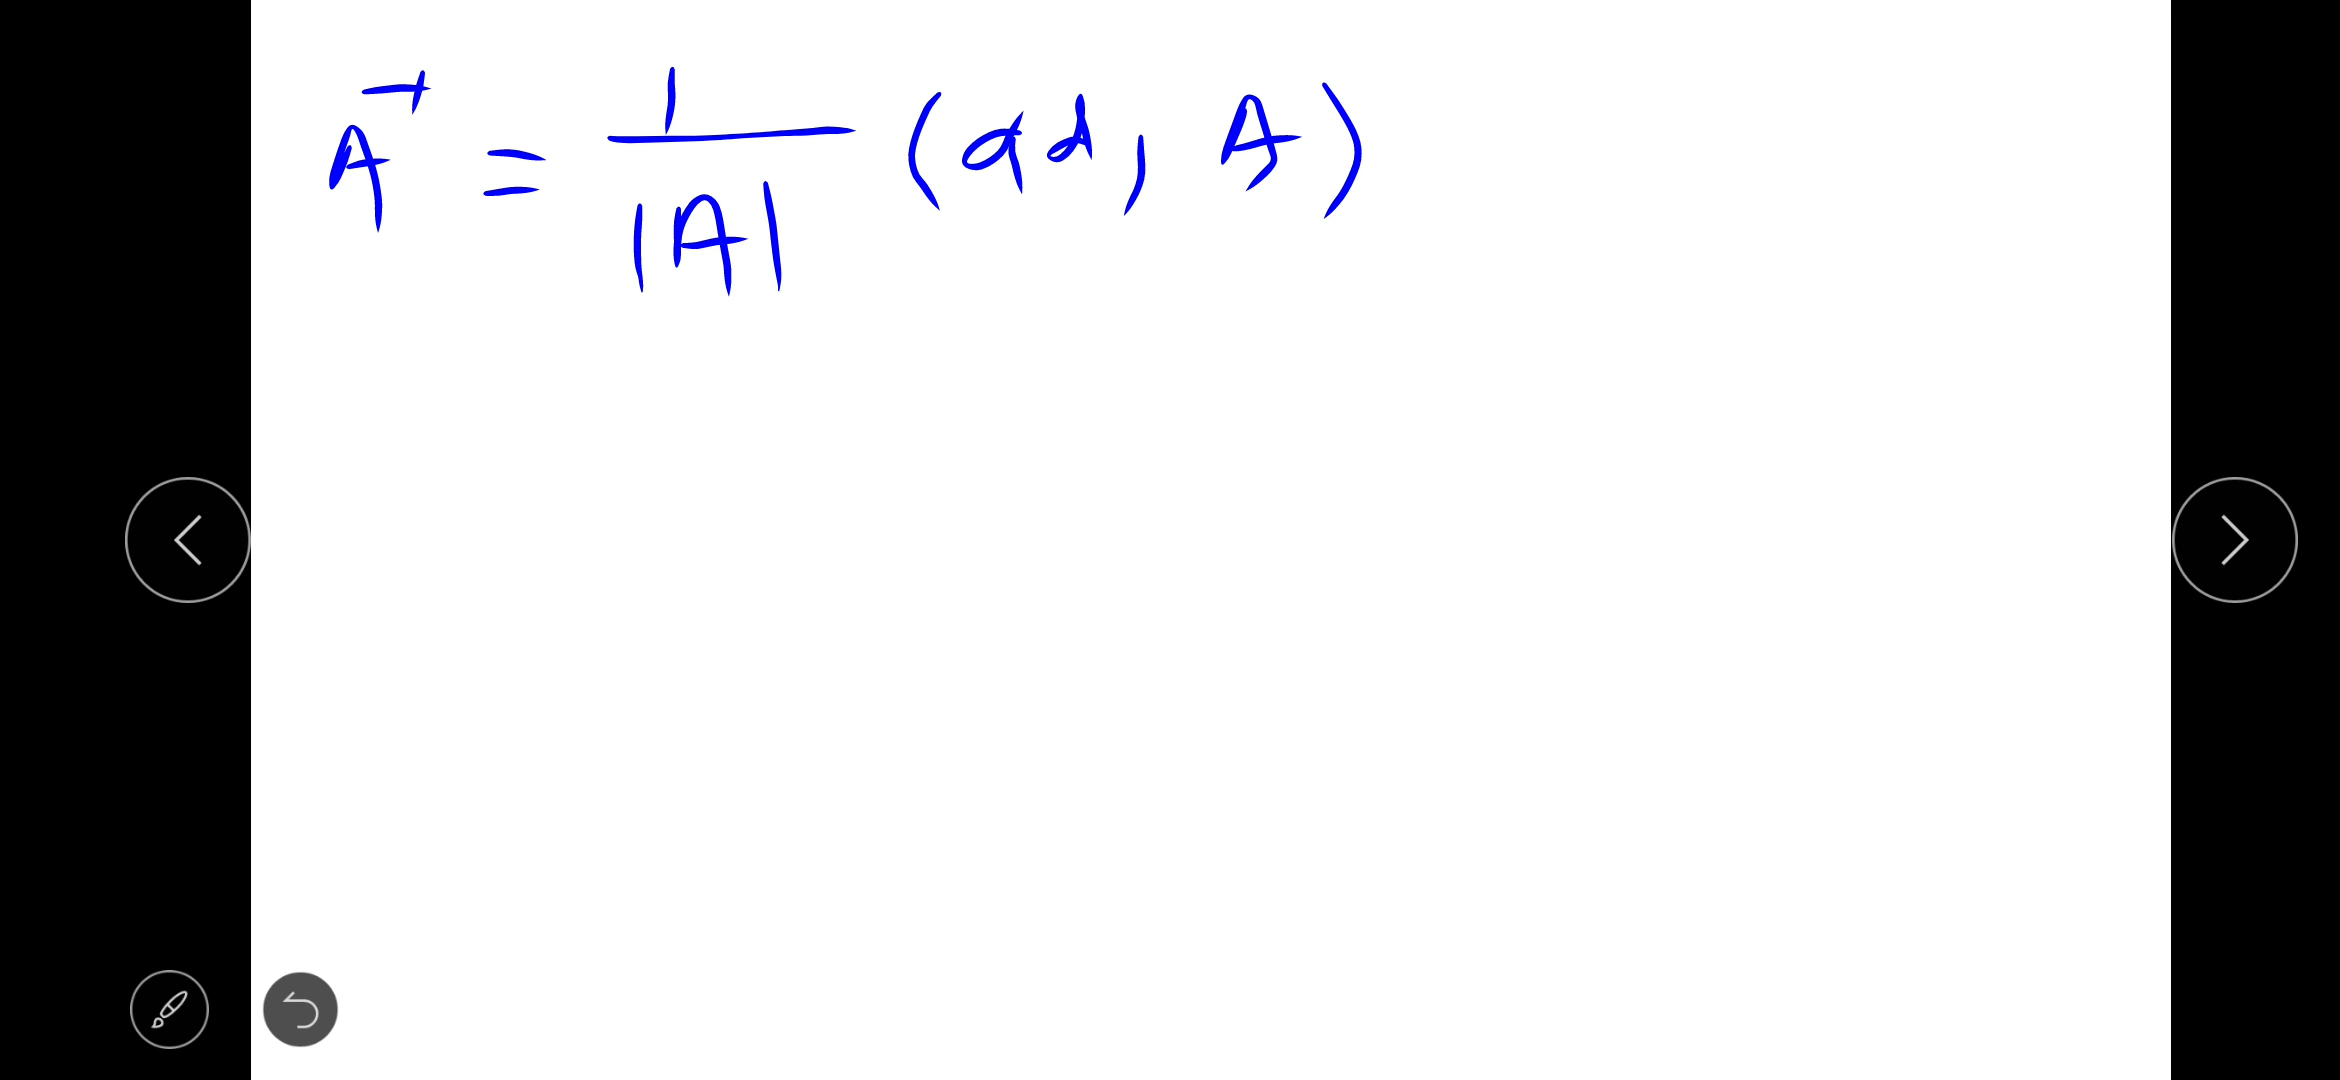 A⁻¹ = 1/|A| (adj A)